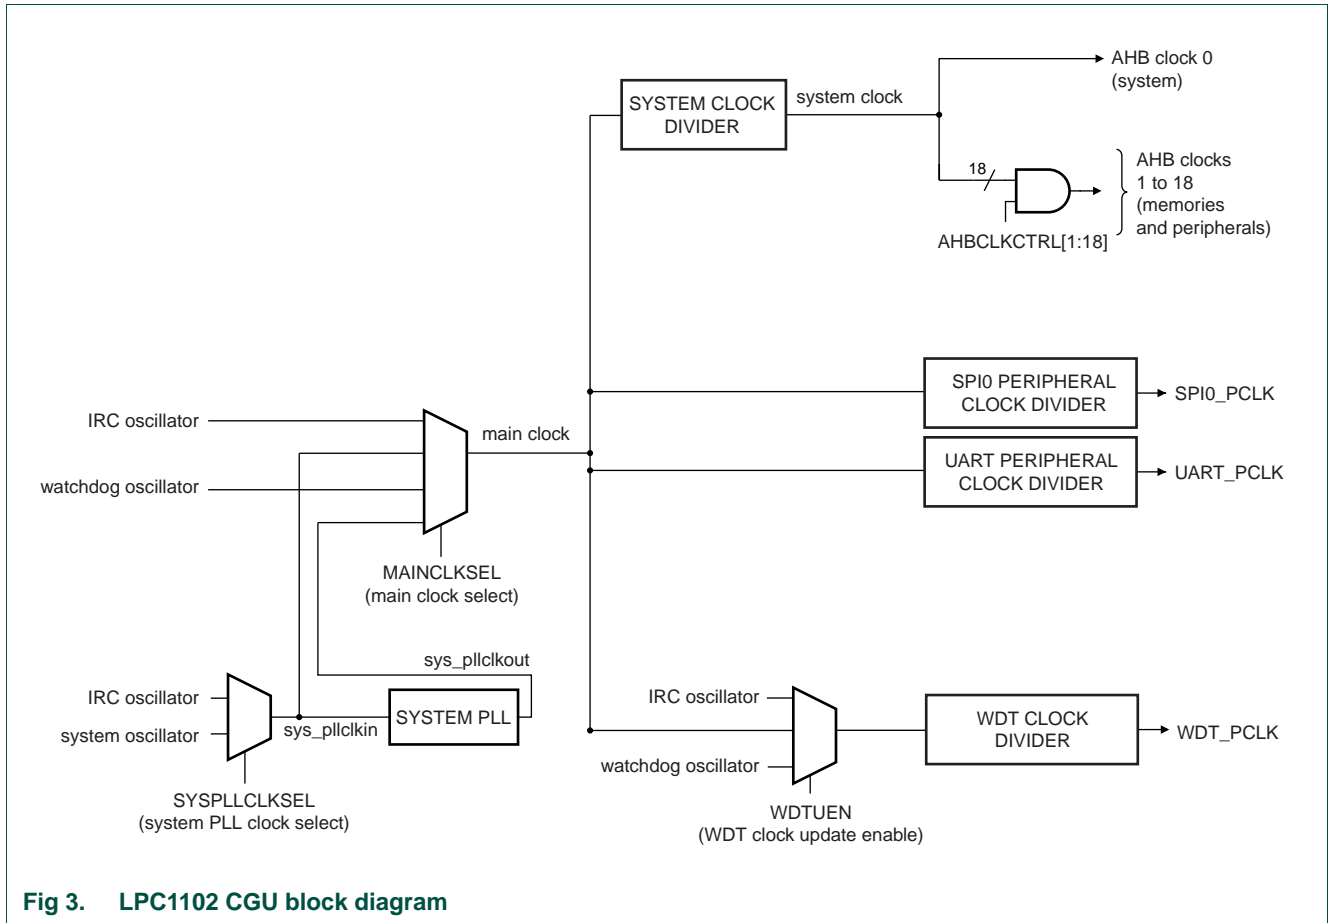 AHB clock 0
(system)
SYSTEM CLOCK
DIVIDER
system clock
18
AHB clocks
1 to 18
(memories
and peripherals)
AHBCLKCTRL[1:18]
SPI0 PERIPHERAL
CLOCK DIVIDER
SPI0_PCLK
IRC oscillator
main clock
UART PERIPHERAL
CLOCK DIVIDER
UART_PCLK
watchdog oscillator
MAINCLKSEL
(main clock select)
sys_pllclkout
IRC oscillator
system oscillator
sys_pllclkin
SYSTEM PLL
SYSPLLCLKSEL
(system PLL clock select)
IRC oscillator
watchdog oscillator
WDT CLOCK
DIVIDER
WDT_PCLK
WDTUEN
(WDT clock update enable)
Fig 3. LPC1102 CGU block diagram